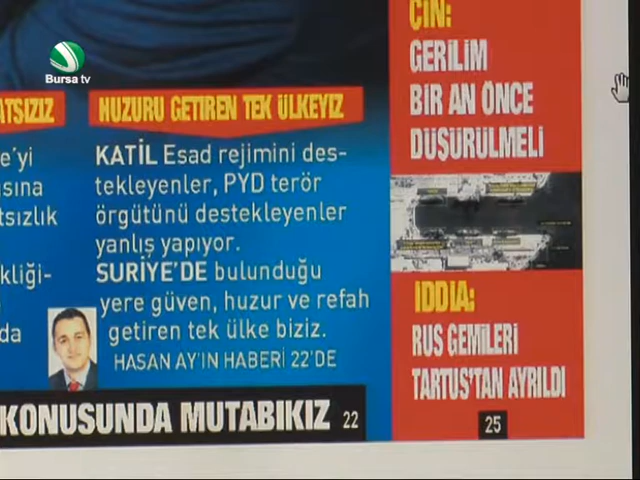 Bursa tv
ATSIZIZ
HUZURU GETİREN TEK ÜLKEYİZ
e'yi
asına
tsızlık
kliği-
da
KATİL Esad rejimini des-
tekleyenler, PYD terör
örgütünü destekleyenler
yanlış yapıyor.
SURİYE'DE bulunduğu
yere güven, huzur ve refah
getiren tek ülke biziz.
HASAN AY'IN HABERİ 22'DE
KONUSUNDA MUTABIKIZ 22
ÇİN:
GERİLİM
BİR AN ÖNCE
DÜŞÜRÜLMELİ
İDDİA:
RUS GEMİLERİ
TARTUS'TAN AYRILDI
25